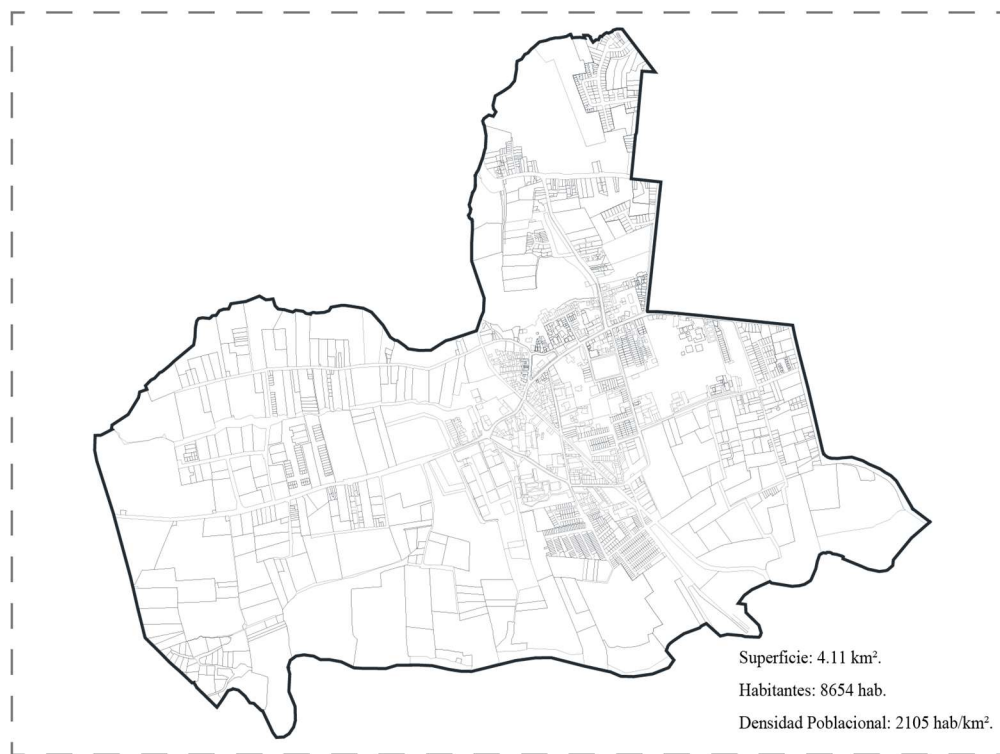 Superficie: 4.11 km².
Habitantes: 8654 hab.
Densidad Poblacional: 2105 hab/km².